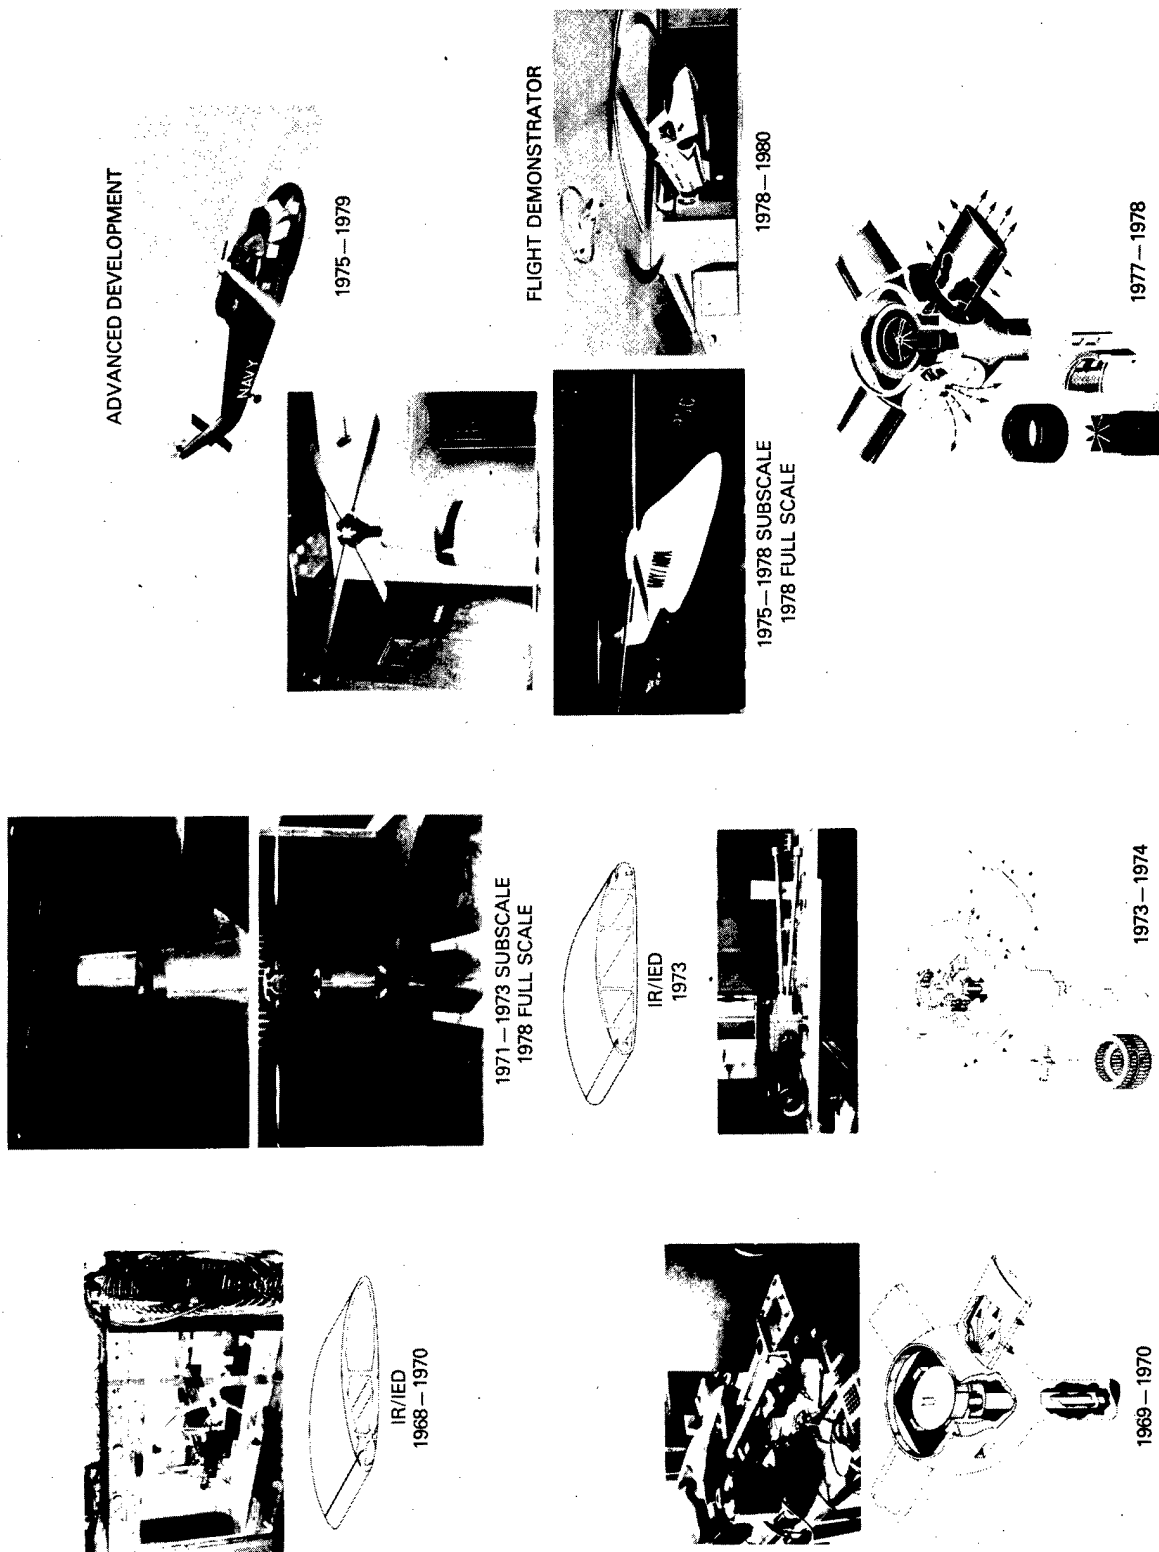 ADVANCED DEVELOPMENT
NAVY
1975—1979
IR/IED
1968—1970
1971—1973 SUBSCALE
1978 FULL SCALE
FLIGHT DEMONSTRATOR
IR/IED
1973
1975—1978 SUBSCALE
1978 FULL SCALE
1978—1980
1969—1970
1973—1974
1977—1978